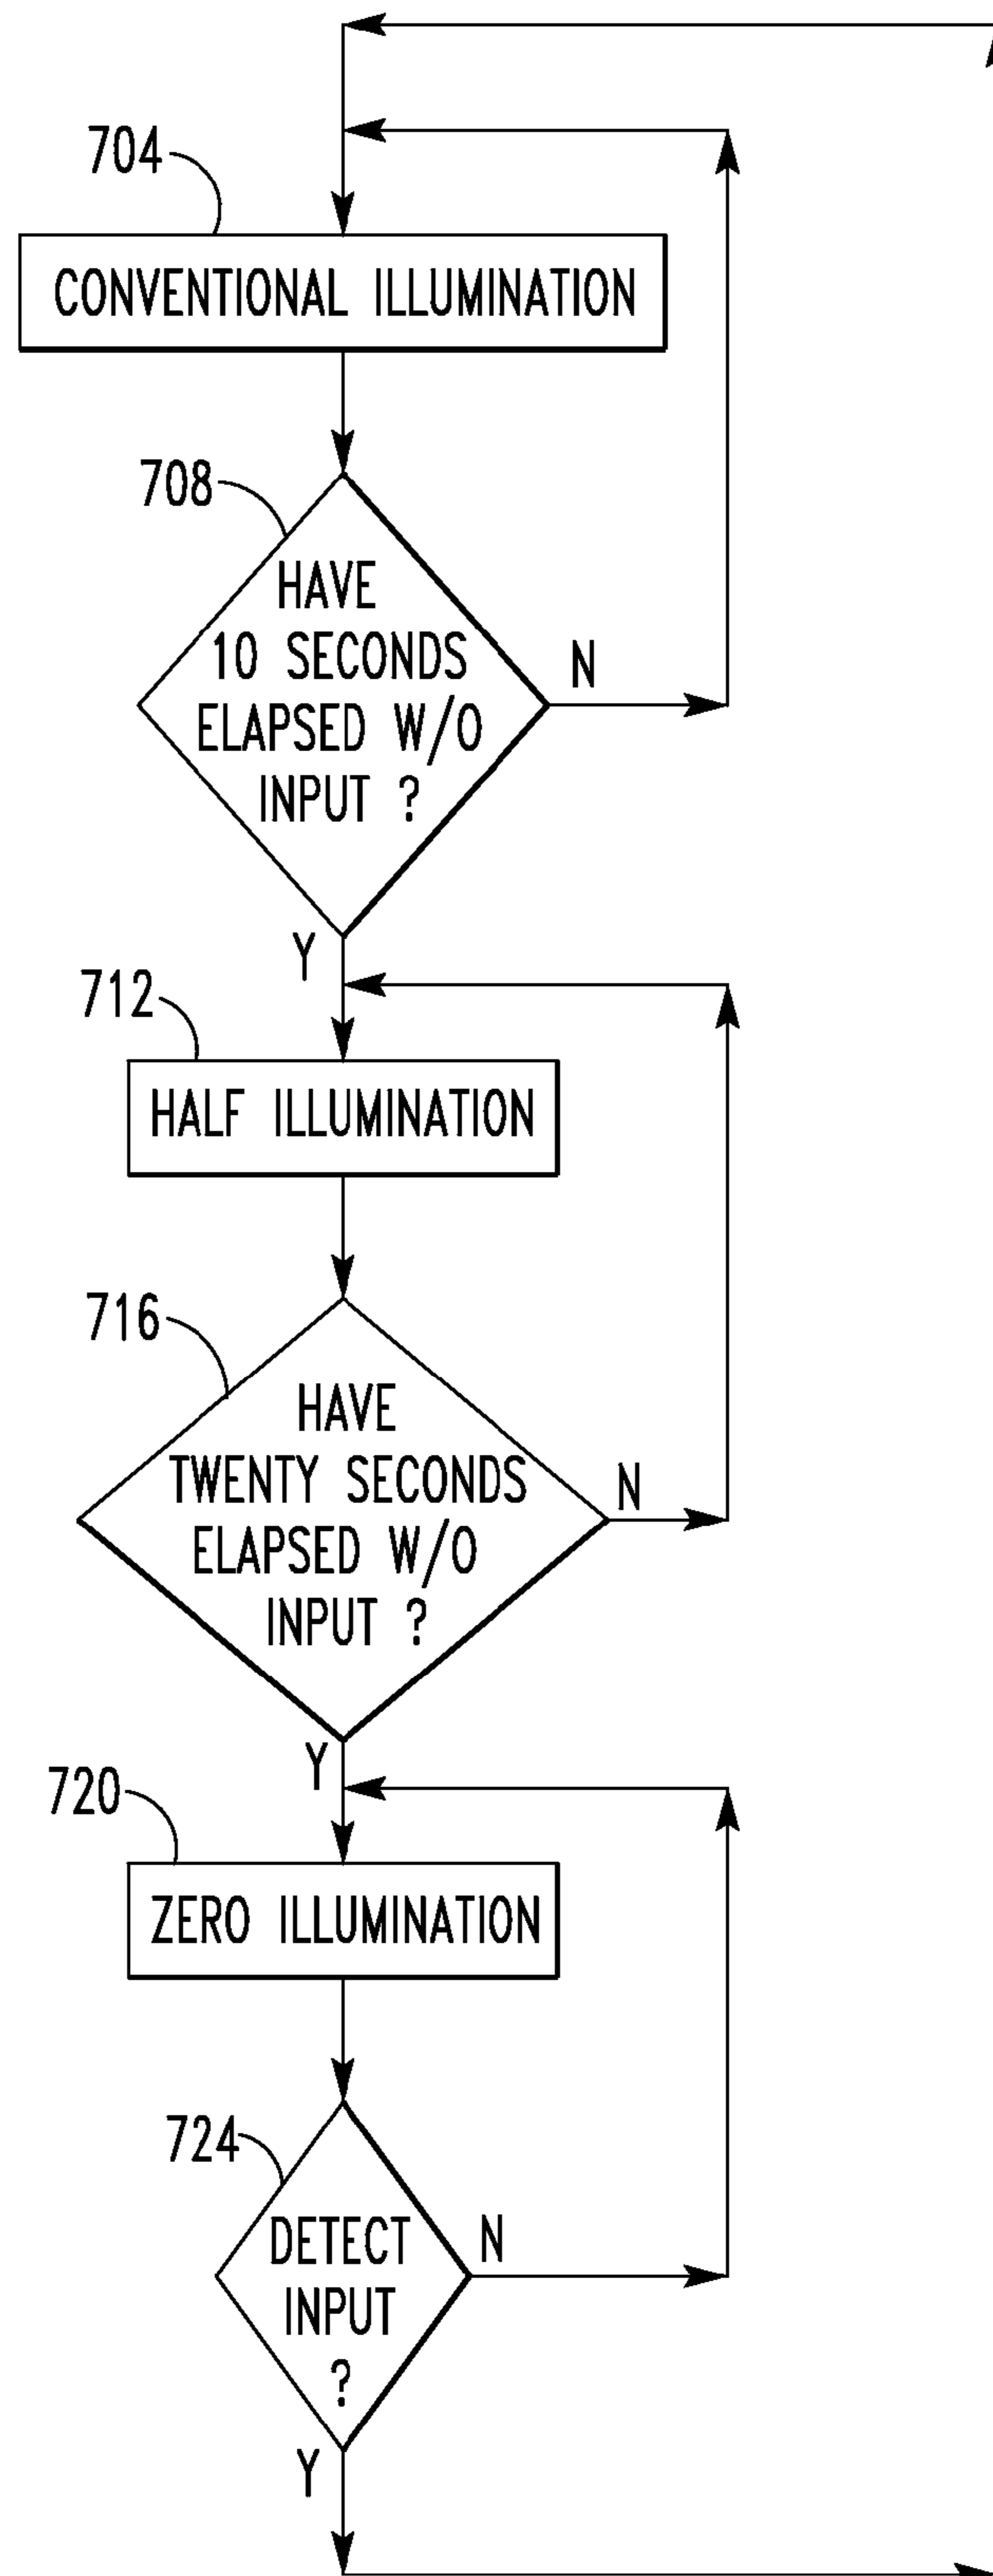 704
CONVENTIONAL ILLUMINATION
708
HAVE
10 SECONDS
ELAPSED W/O
INPUT ?
N
Y
712
HALF ILLUMINATION
716
HAVE
TWENTY SECONDS
ELAPSED W/O
INPUT ?
N
Y
720
ZERO ILLUMINATION
724
DETECT
INPUT
?
N
Y